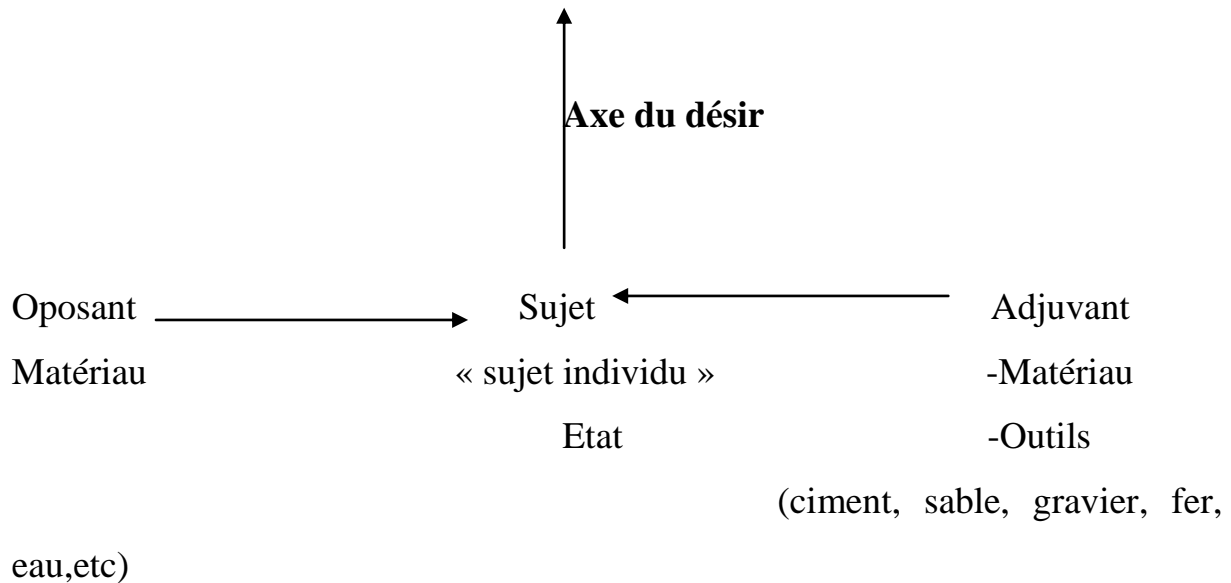 Axe du désir
Oposant Sujet Adjuvant
Matériau « sujet individu » -Matériau
Etat -Outils
(ciment, sable, gravier, fer,
eau,etc)